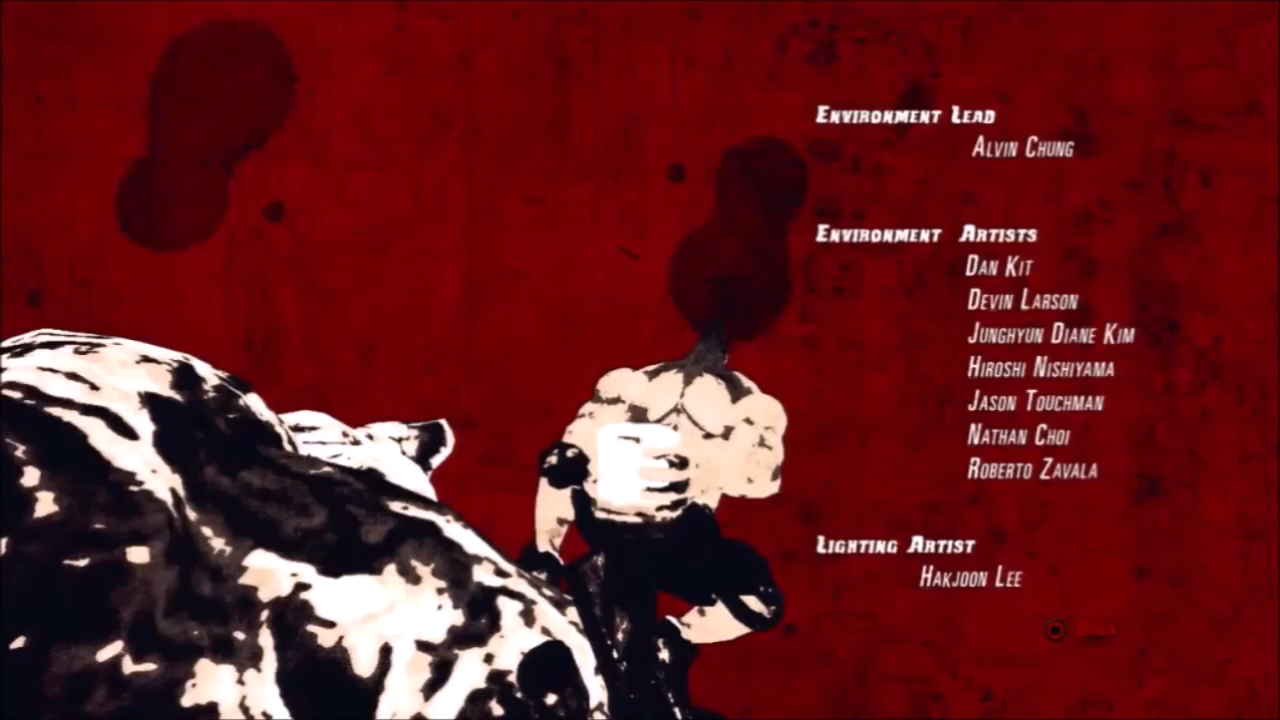 Environment Lead
Alvin Chung
Environment Artists
Dan Kit
Devin Larson
Junghyun Diane Kim
Hiroshi Nishiyama
Jason Touchman
Nathan Choi
Roberto Zavala
Lighting Artist
Hakjoon Lee